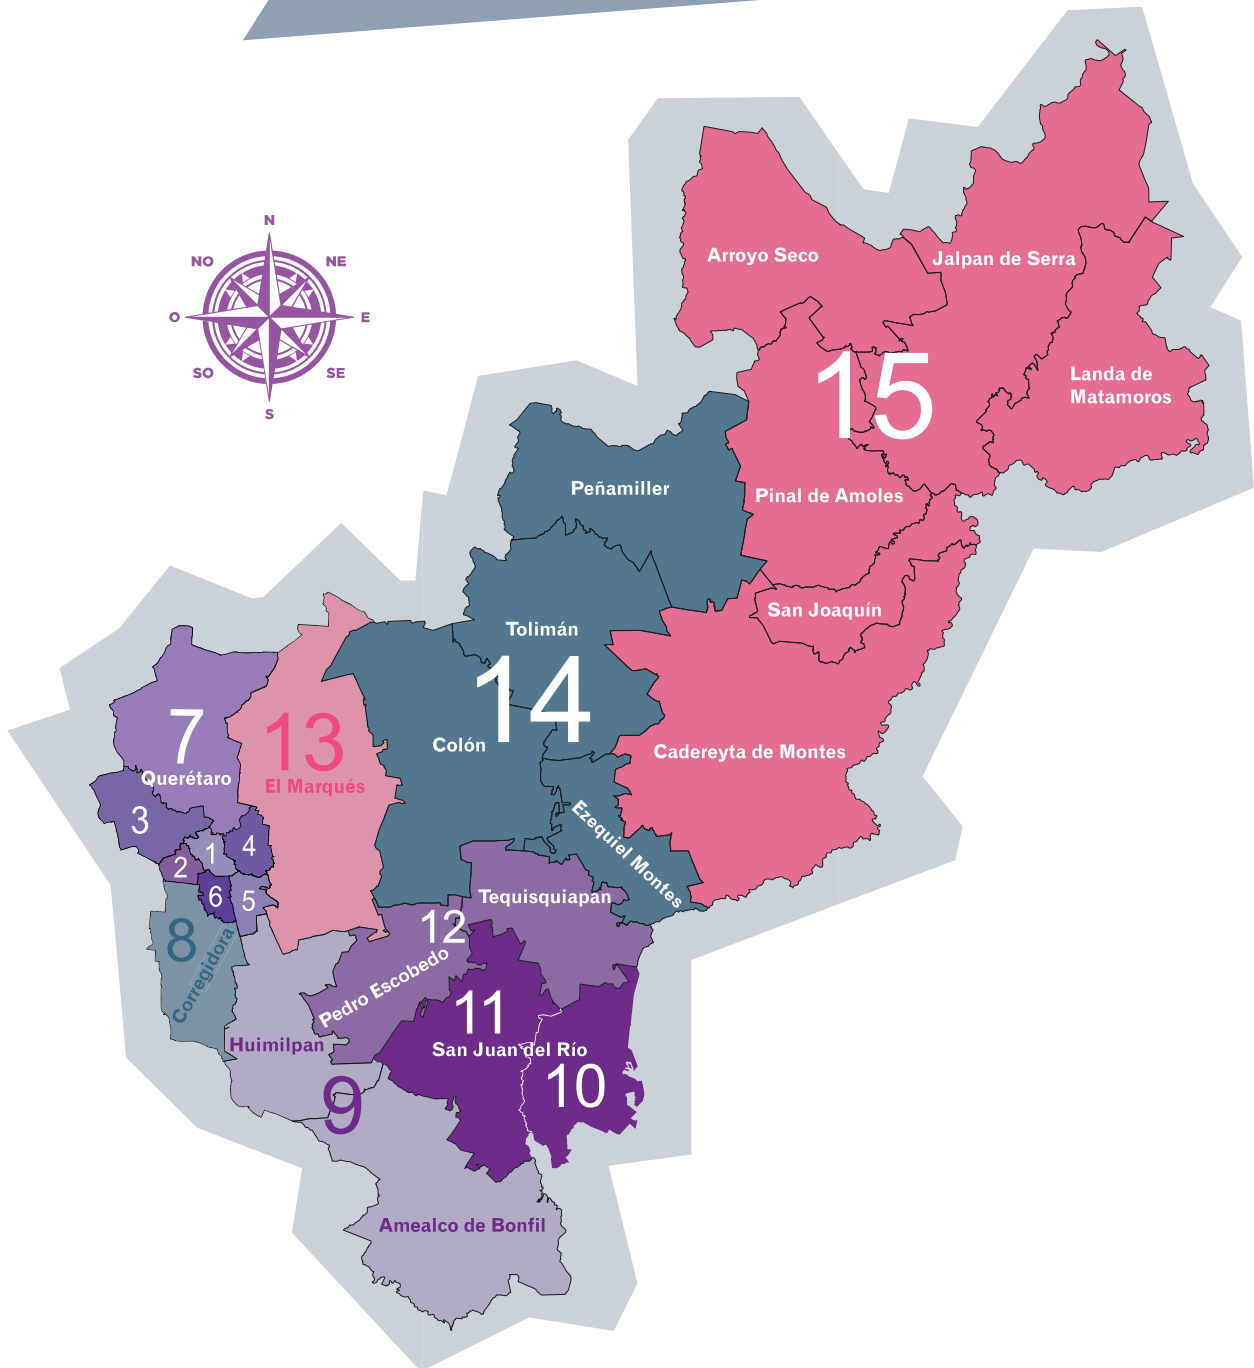 N
NO
NE
O
E
SO
SE
S
Arroyo Seco
Jalpan de Serra
15
Landa de
Matamoros
Peñamiller
Pinal de Amoles
San Joaquín
Tolimán
14
7
13
Colón
Cadereyta de Montes
Querétaro
El Marqués
3
1
4
2
Ezequiel Montes
6
5
Tequisquiapan
8
Corregidora
12
Pedro Escobedo
11
Huimilpan
San Juan del Río
10
9
Amealco de Bonfil